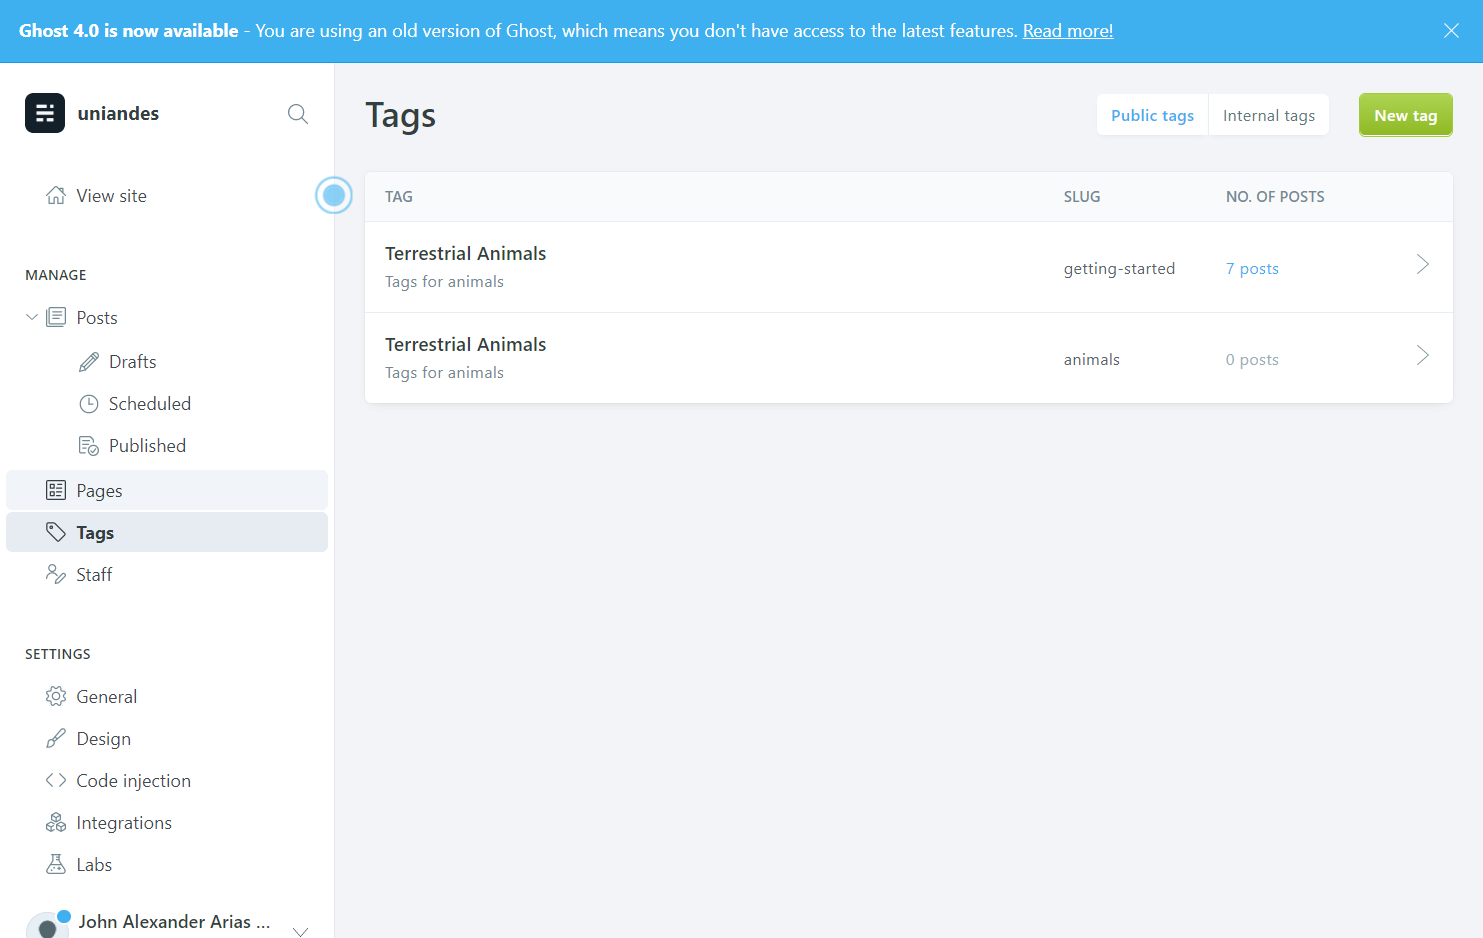 Ghost 4.0 is now available - You are using an old version of Ghost, which means you don't have access to the latest features. Read more!
uniandes
View site
MANAGE
Posts
Drafts
Scheduled
Published
Pages
Tags
Staff
SETTINGS
General
Design
Code injection
Integrations
Labs
John Alexander Arias ...
Tags
Public tags Internal tags New tag
TAG SLUG NO. OF POSTS
Terrestrial Animals
Tags for animals
getting-started 7 posts
Terrestrial Animals
Tags for animals
animals 0 posts